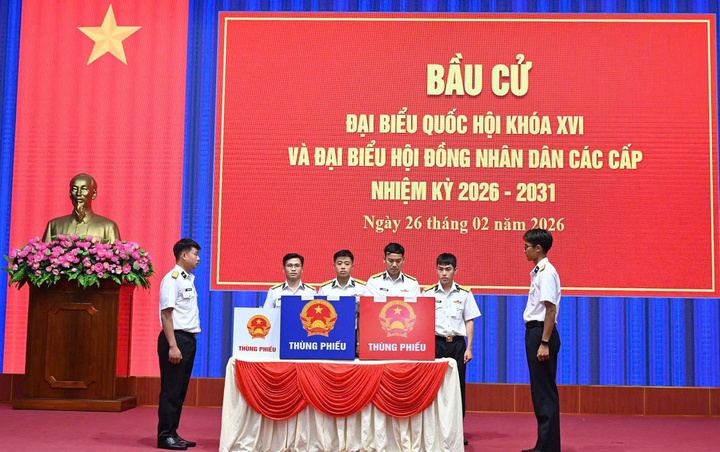 BẦU CỬ
ĐẠI BIỂU QUỐC HỘI KHÓA XVI
VÀ ĐẠI BIỂU HỘI ĐỒNG NHÂN DÂN CÁC CẤP
NHIỆM KỲ 2026 - 2031
Ngày 26 tháng 02 năm 2026
THÙNG PHIẾU
THÙNG PHIẾU
THÙNG PHIẾU